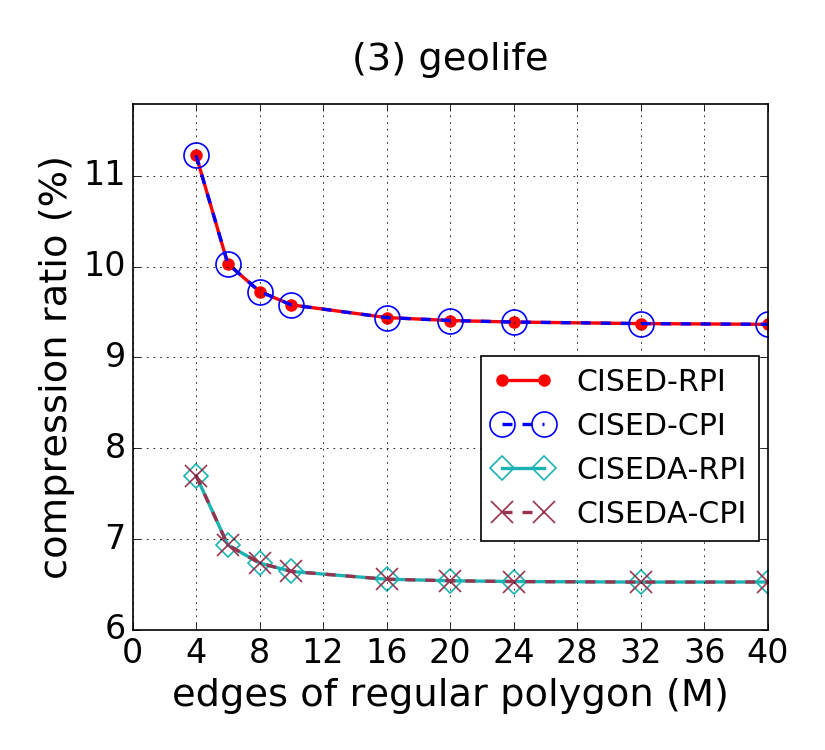 (3) geolife
compression ratio (%)
11
10
9
8
7
6
CISED-RPI
CISED-CPI
CISEDA-RPI
CISEDA-CPI
0 4 8 12 16 20 24 28 32 36 40
edges of regular polygon (M)